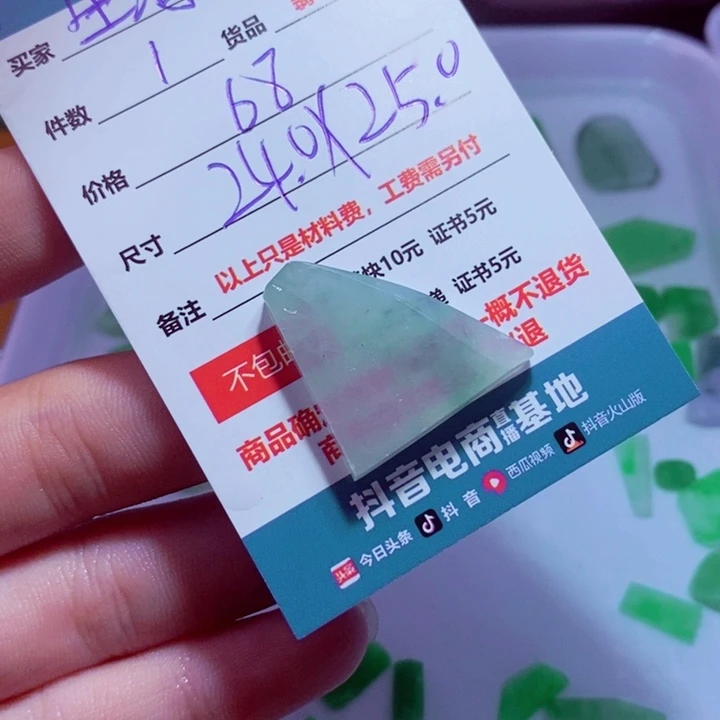 买家
件数 1 货品
价格 68
尺寸 24.0X25.0
以上只是材料费，工费需另付
备注 快10元 证书5元
证书5元
不包邮 一概不退货
商品确 退
抖音电商直播基地
今日头条 抖音 西瓜视频 抖音火山版